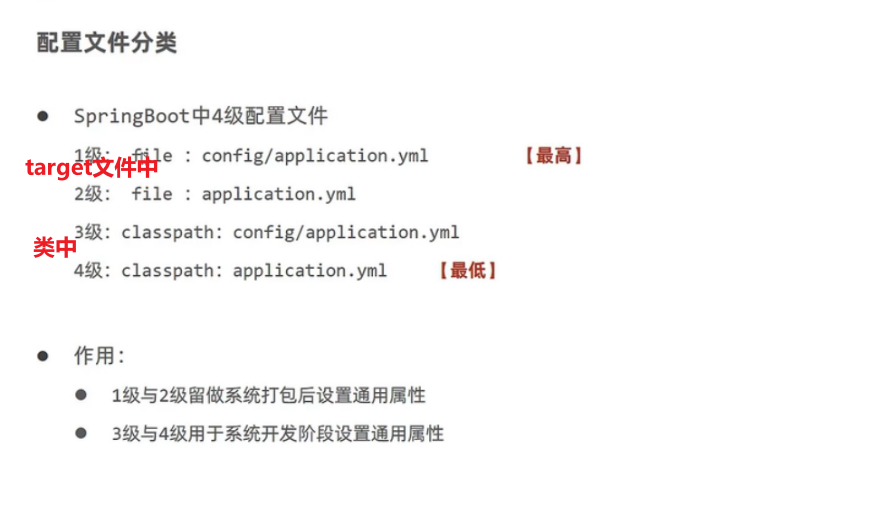 配置文件分类
SpringBoot中4级配置文件
1级： file ：config/application.yml 【最高】
target文件中
2级： file ：application.yml
3级：classpath：config/application.yml
类中
4级：classpath：application.yml 【最低】
作用：
1级与2级留做系统打包后设置通用属性
3级与4级用于系统开发阶段设置通用属性